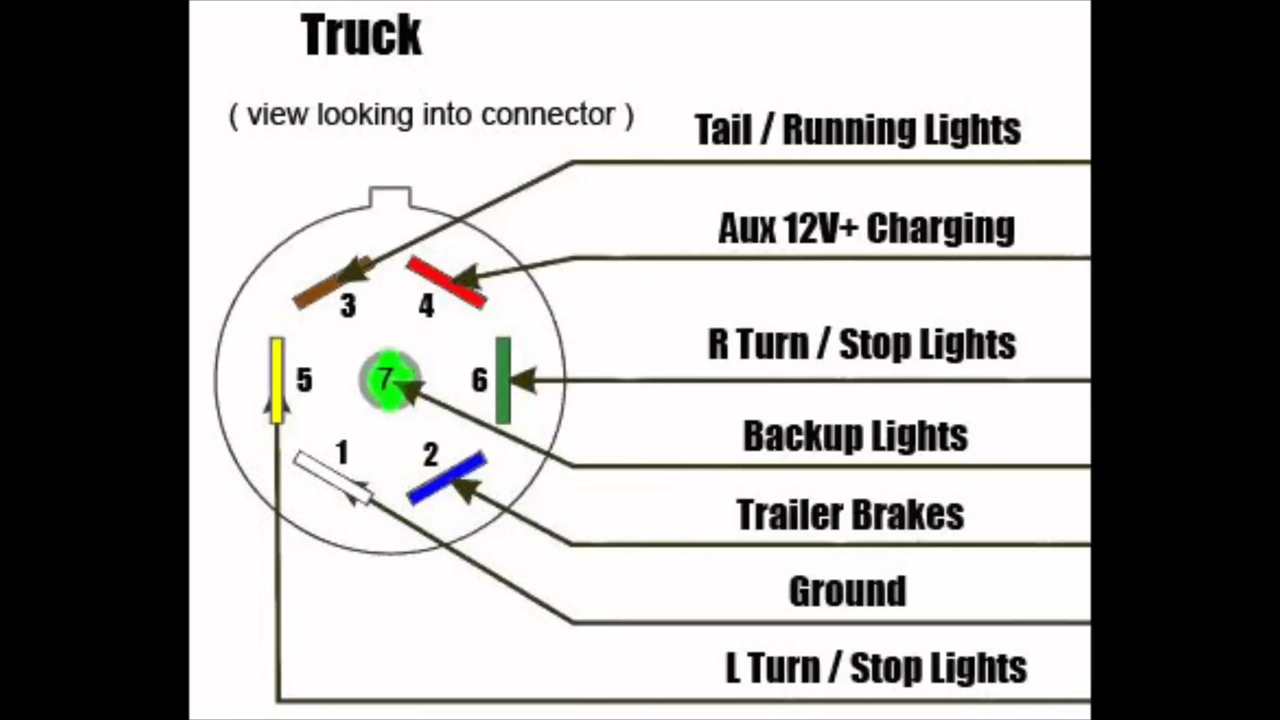 Truck
( view looking into connector )
Tail / Running Lights
Aux 12V+ Charging
3
4
R Turn / Stop Lights
5
7
6
Backup Lights
1
2
Trailer Brakes
Ground
L Turn / Stop Lights